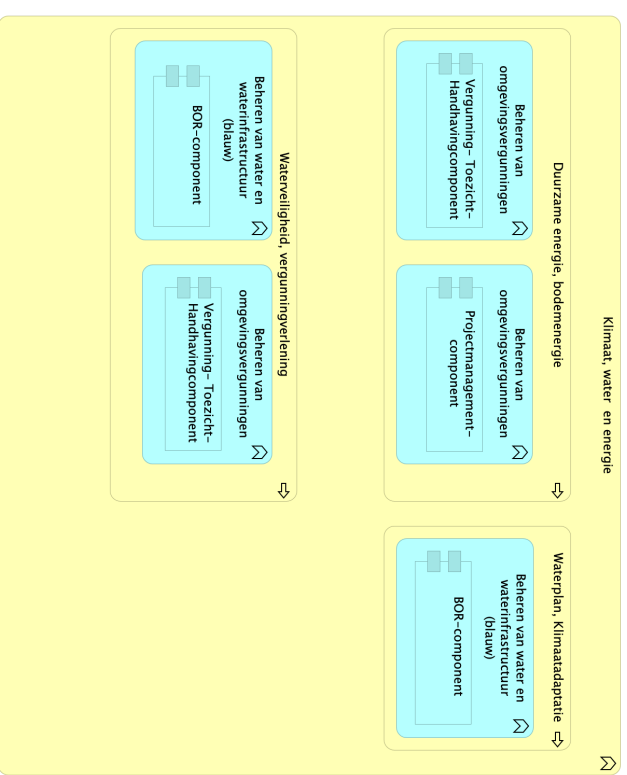 Klimaat, water  en energie
Duurzame energie, bodemenergie
Beheren van
omgevingsvergunningen
Vergunning- Toezicht-
Handhavingcomponent
Beheren van
omgevingsvergunningen
Projectmanagement-
component
Waterplan, Klimaatadaptatie
Beheren van water en
waterinfrastructuur
(blauw)
BOR-component
Waterveiligheid, vergunningverlening
Beheren van water en
waterinfrastructuur
(blauw)
BOR-component
Beheren van
omgevingsvergunningen
Vergunning- Toezicht-
Handhavingcomponent